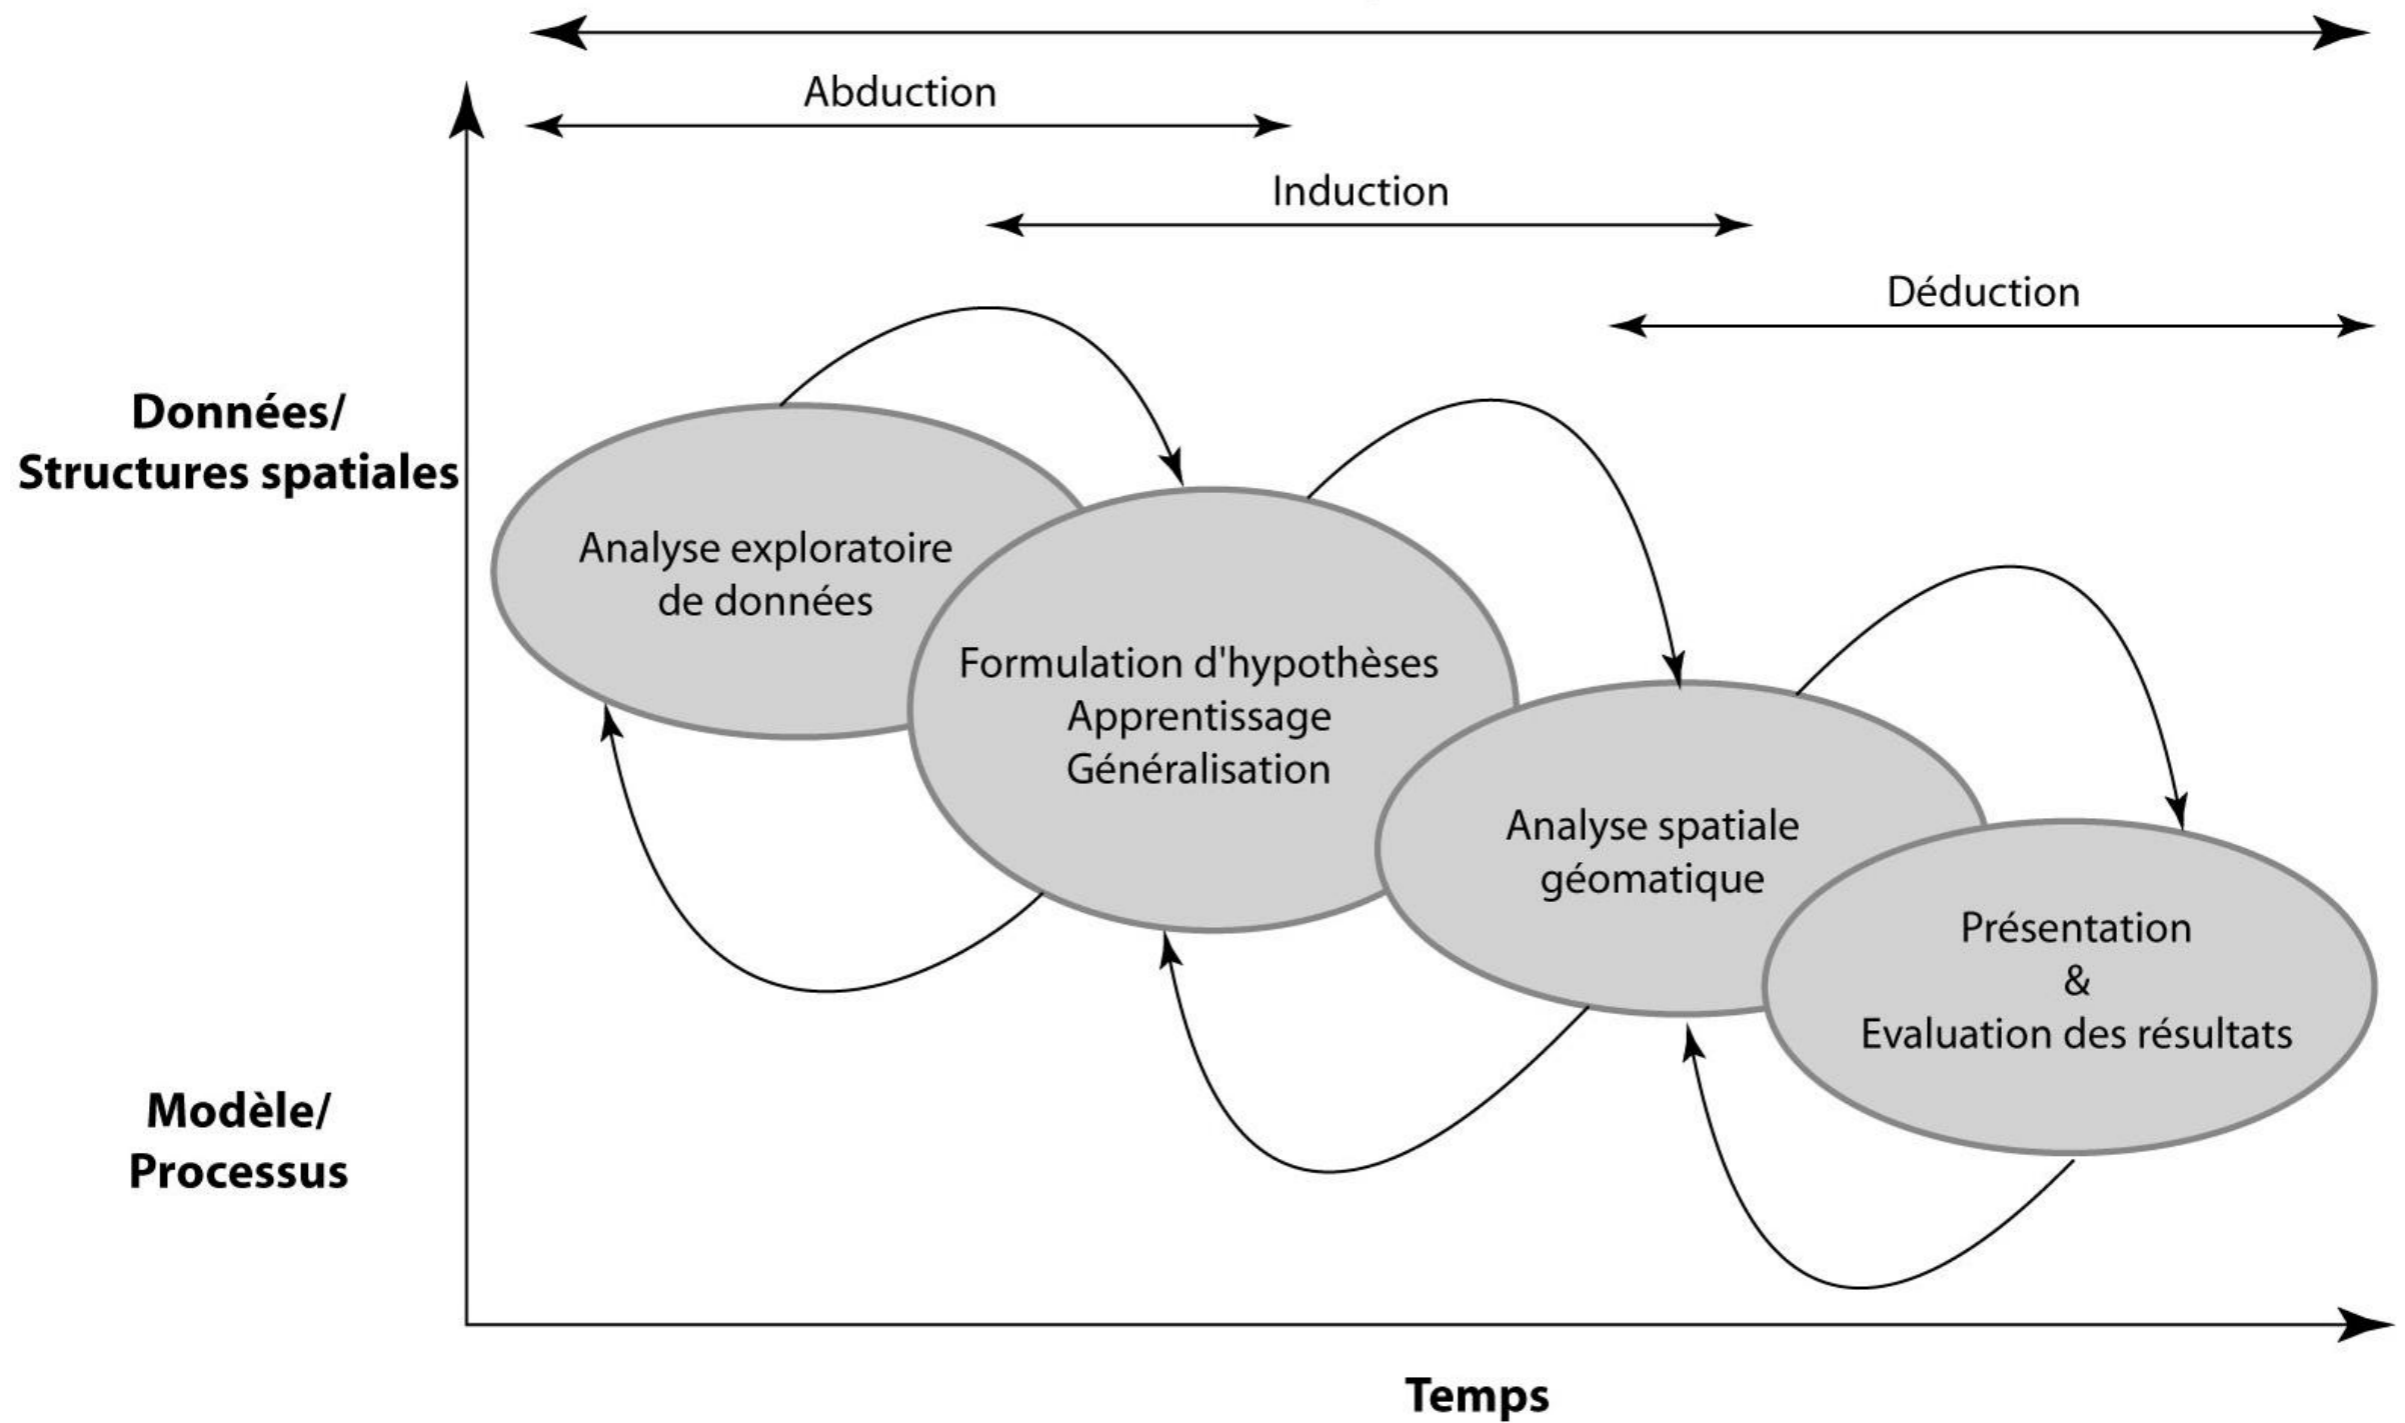 Abduction
Induction
Déduction
Données/
Structures spatiales
Analyse exploratoire
de données
Formulation d'hypothèses
Apprentissage
Généralisation
Analyse spatiale
géomatique
Présentation
&
Evaluation des résultats
Modèle/
Processus
Temps